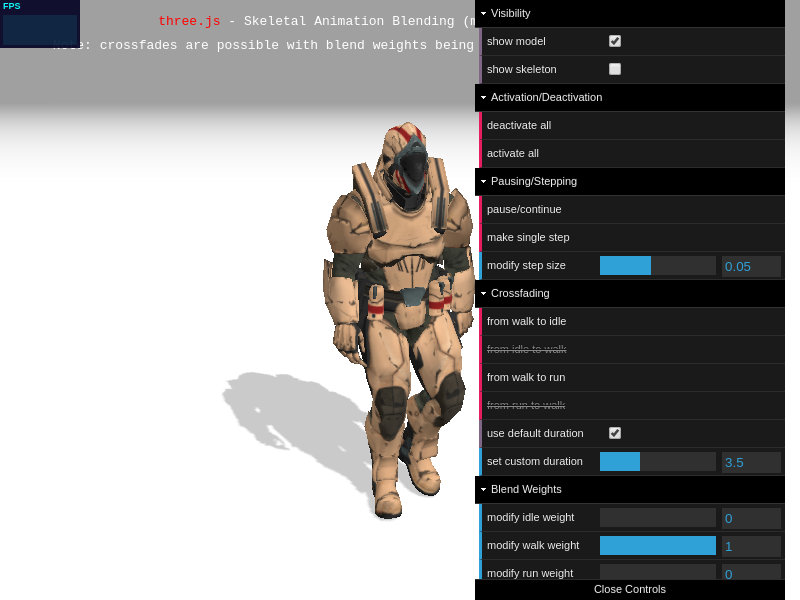 FPS
three.js - Skeletal Animation Blending
: crossfades are possible with blend weights being
Visibility
show model
show skeleton
Activation/Deactivation
deactivate all
activate all
Pausing/Stepping
pause/continue
make single step
modify step size 0.05
Crossfading
from walk to idle
from idle to walk
from walk to run
from run to walk
use default duration
set custom duration 3.5
Blend Weights
modify idle weight 0
modify walk weight 1
modify run weight 0
Close Controls